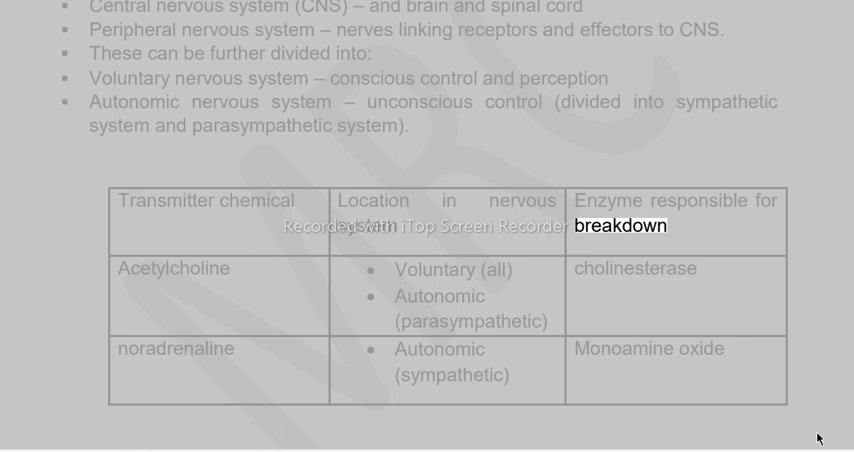 ▪ Central nervous system (CNS) – and brain and spinal cord
▪ Peripheral nervous system – nerves linking receptors and effectors to CNS.
▪ These can be further divided into:
▪ Voluntary nervous system – conscious control and perception
▪ Autonomic nervous system – unconscious control (divided into sympathetic
system and parasympathetic system).
MRC
Transmitter chemical
Location in nervous
system
Enzyme responsible for
breakdown
Recorded with iTop Screen Recorder
Acetylcholine
• Voluntary (all)
• Autonomic
(parasympathetic)
cholinesterase
noradrenaline
• Autonomic
(sympathetic)
Monoamine oxide